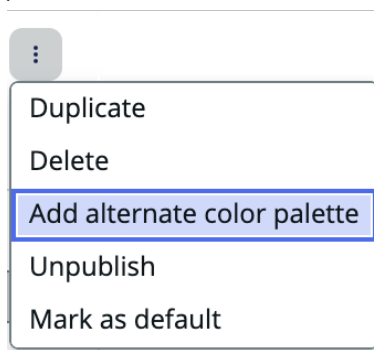 Duplicate
Delete
Add alternate color palette
Unpublish
Mark as default